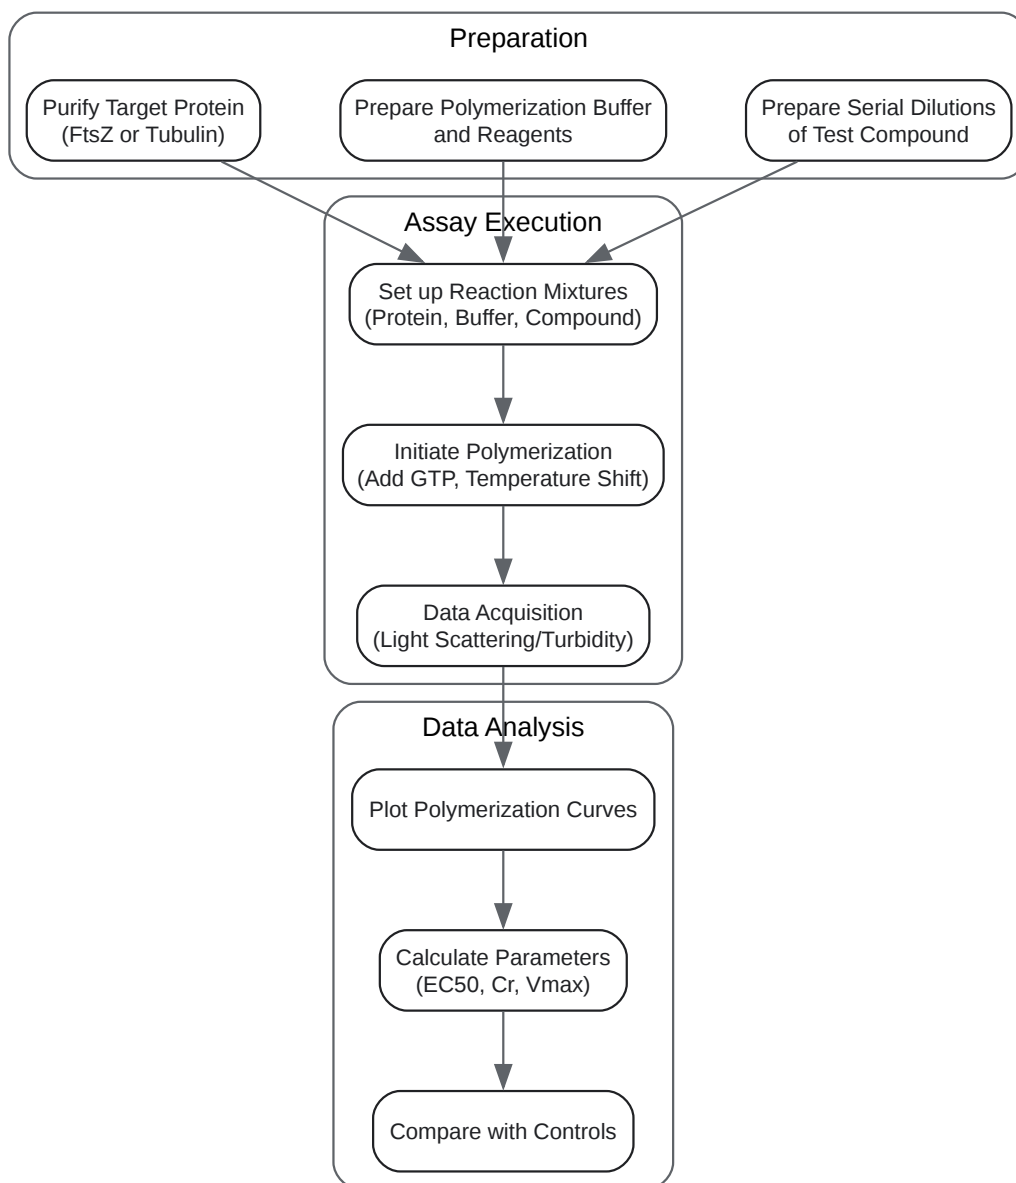 Preparation
Purify Target Protein
(FtsZ or Tubulin)
Prepare Polymerization Buffer
and Reagents
Prepare Serial Dilutions
of Test Compound
Assay Execution
Set up Reaction Mixtures
(Protein, Buffer, Compound)
Initiate Polymerization
(Add GTP, Temperature Shift)
Data Acquisition
(Light Scattering/Turbidity)
Data Analysis
Plot Polymerization Curves
Calculate Parameters
(EC50, Cr, Vmax)
Compare with Controls